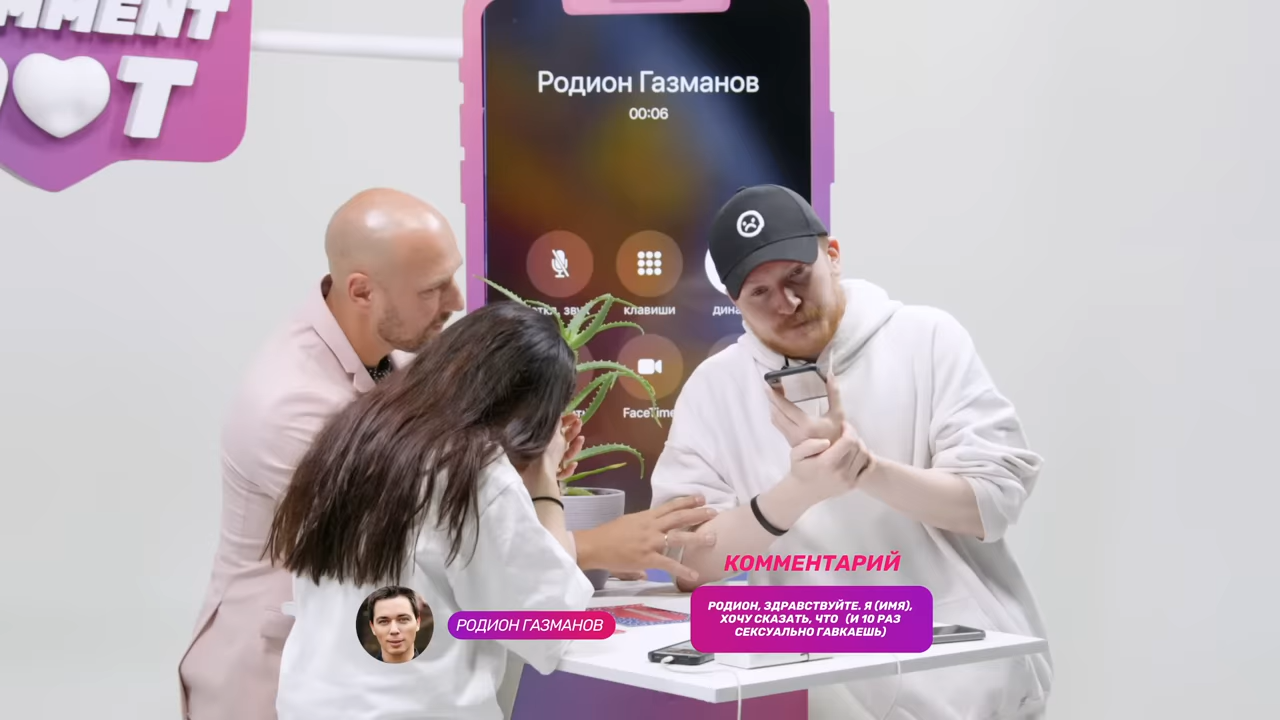 MMENT
T
Родион Газманов
00:06
клавиши
FaceTime
КОММЕНТАРИЙ
РОДИОН, ЗДРАВСТВУЙТЕ. Я (ИМЯ),
ХОЧУ СКАЗАТЬ, ЧТО (И 10 РАЗ
СЕКСУАЛЬНО ГАВКАЕШЬ)
РОДИОН ГАЗМАНОВ